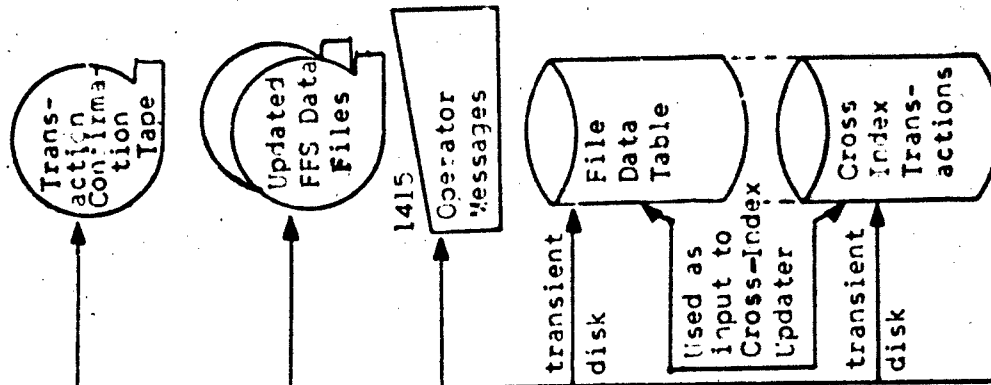 Trans-
action
Confirma-
tion
Tape
Updated
FFS Data
Files
1415
Operator
Messages
File
Data
Table
Cross
Index
Trans-
actions
transient
disk
Used as
input to
Cross-Index
Updater
transient
disk